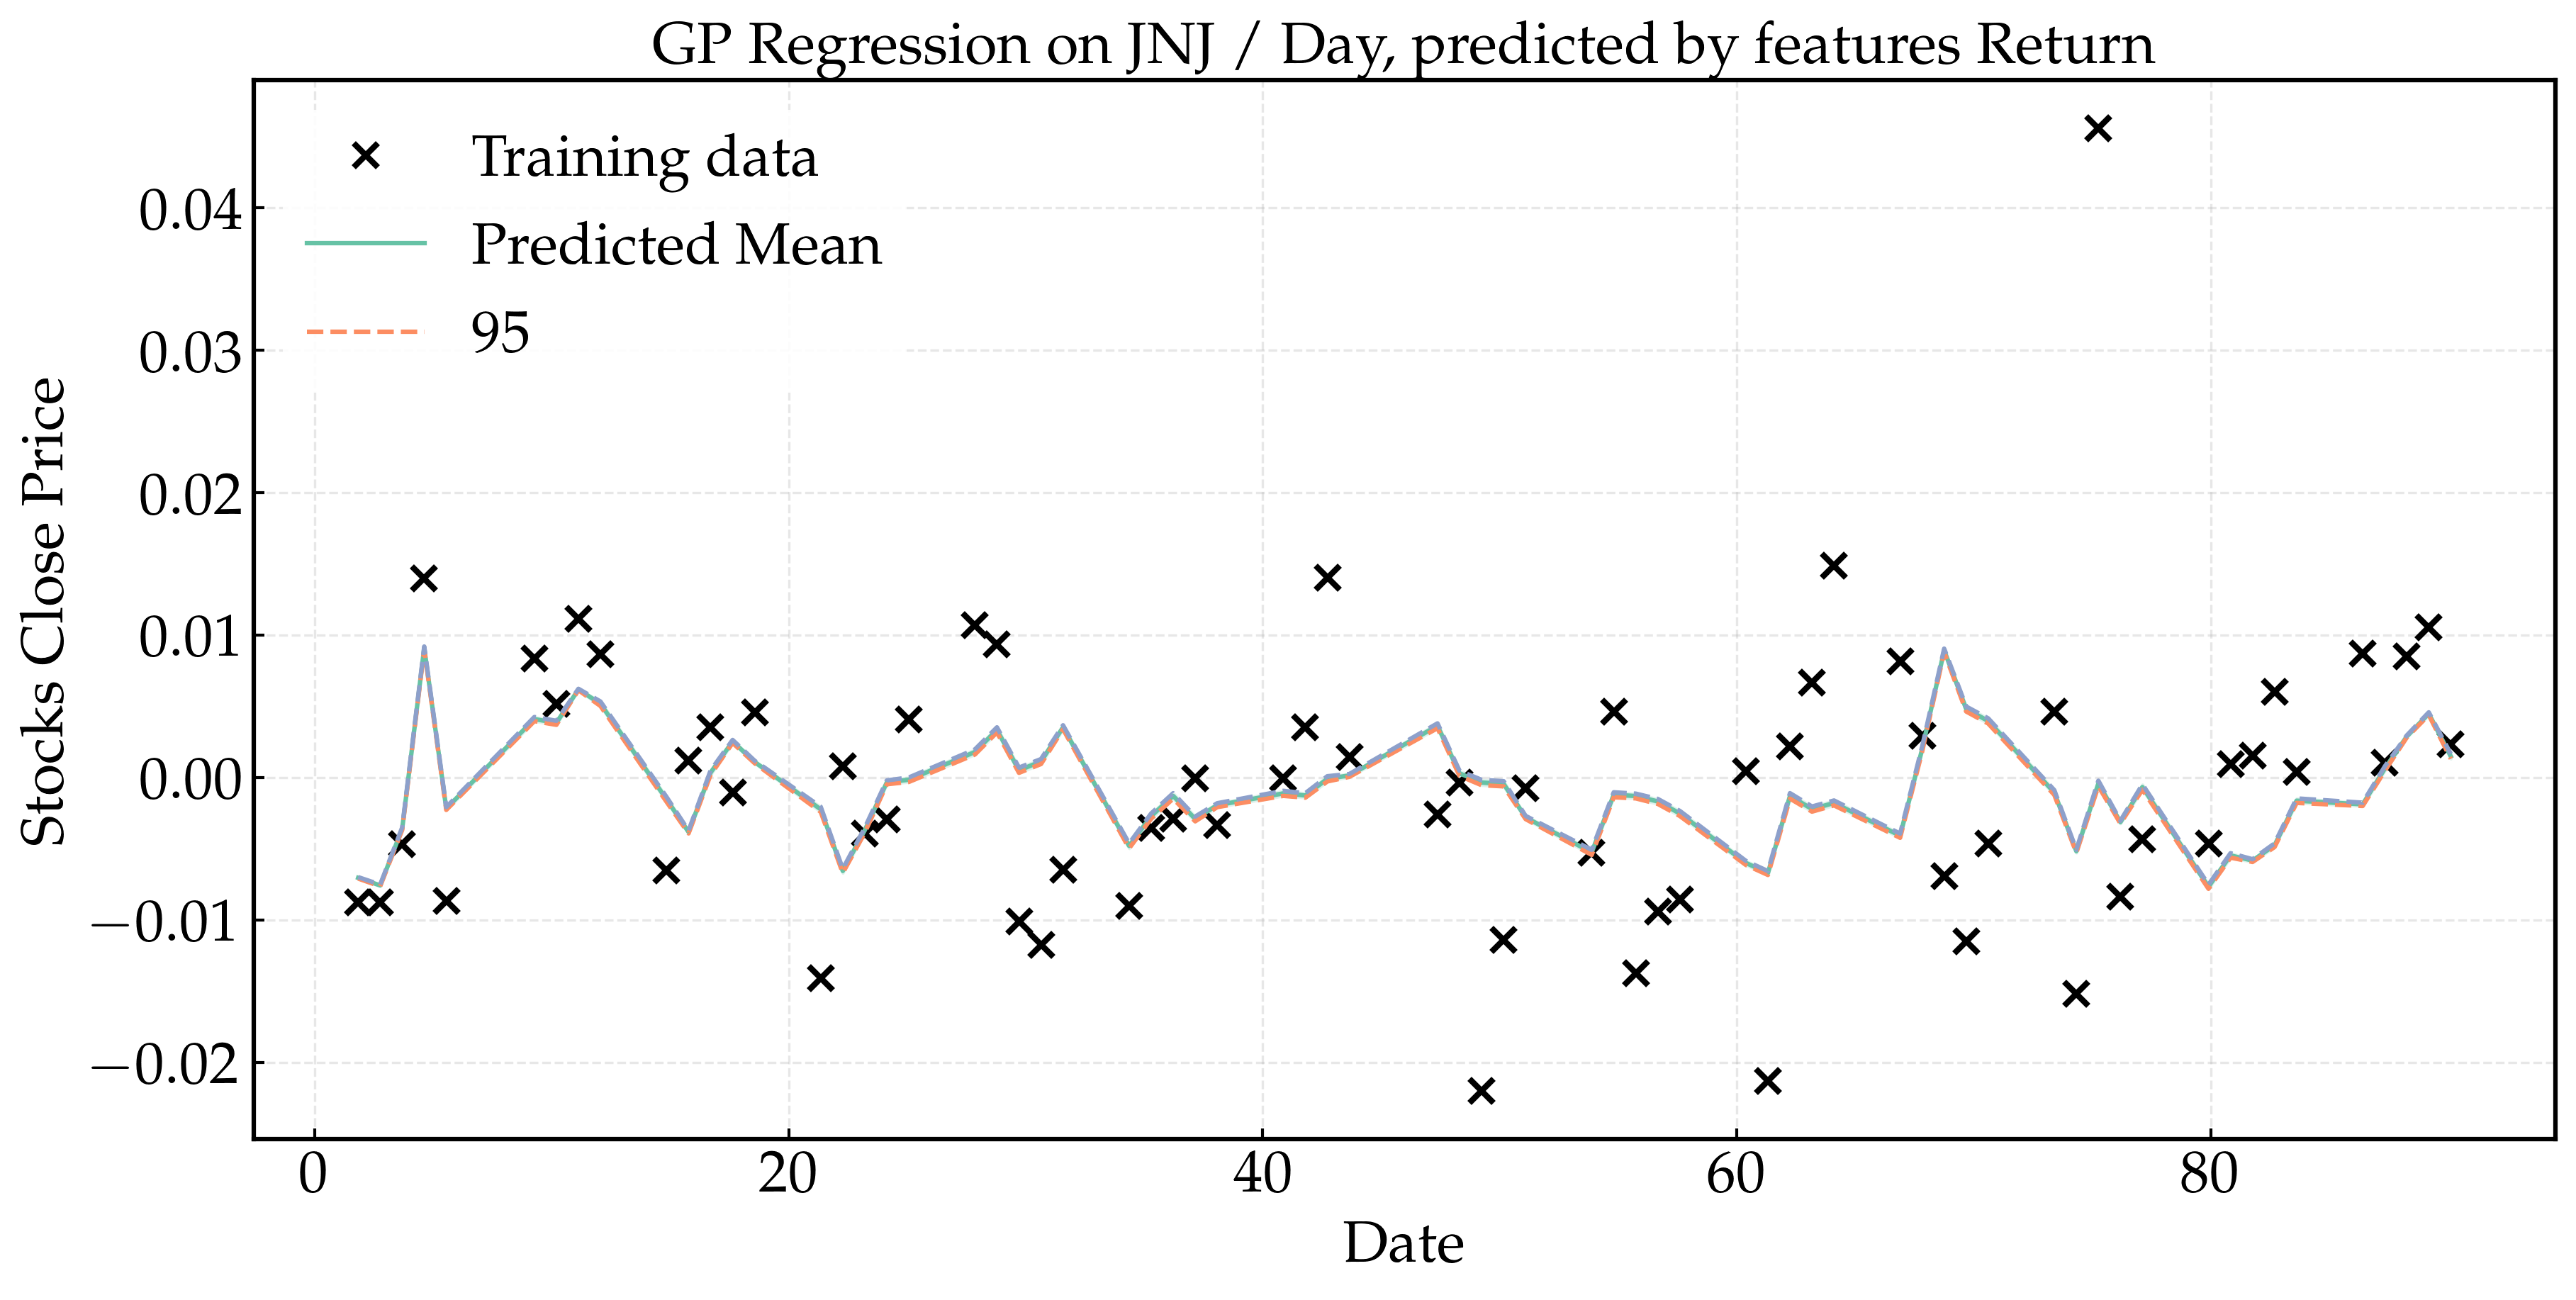 GP Regression on JNJ / Day, predicted by features Return
Training data
Predicted Mean
95
Stocks Close Price
0.04
0.03
0.02
0.01
0.00
−0.01
−0.02
0 20 40 60 80
Date